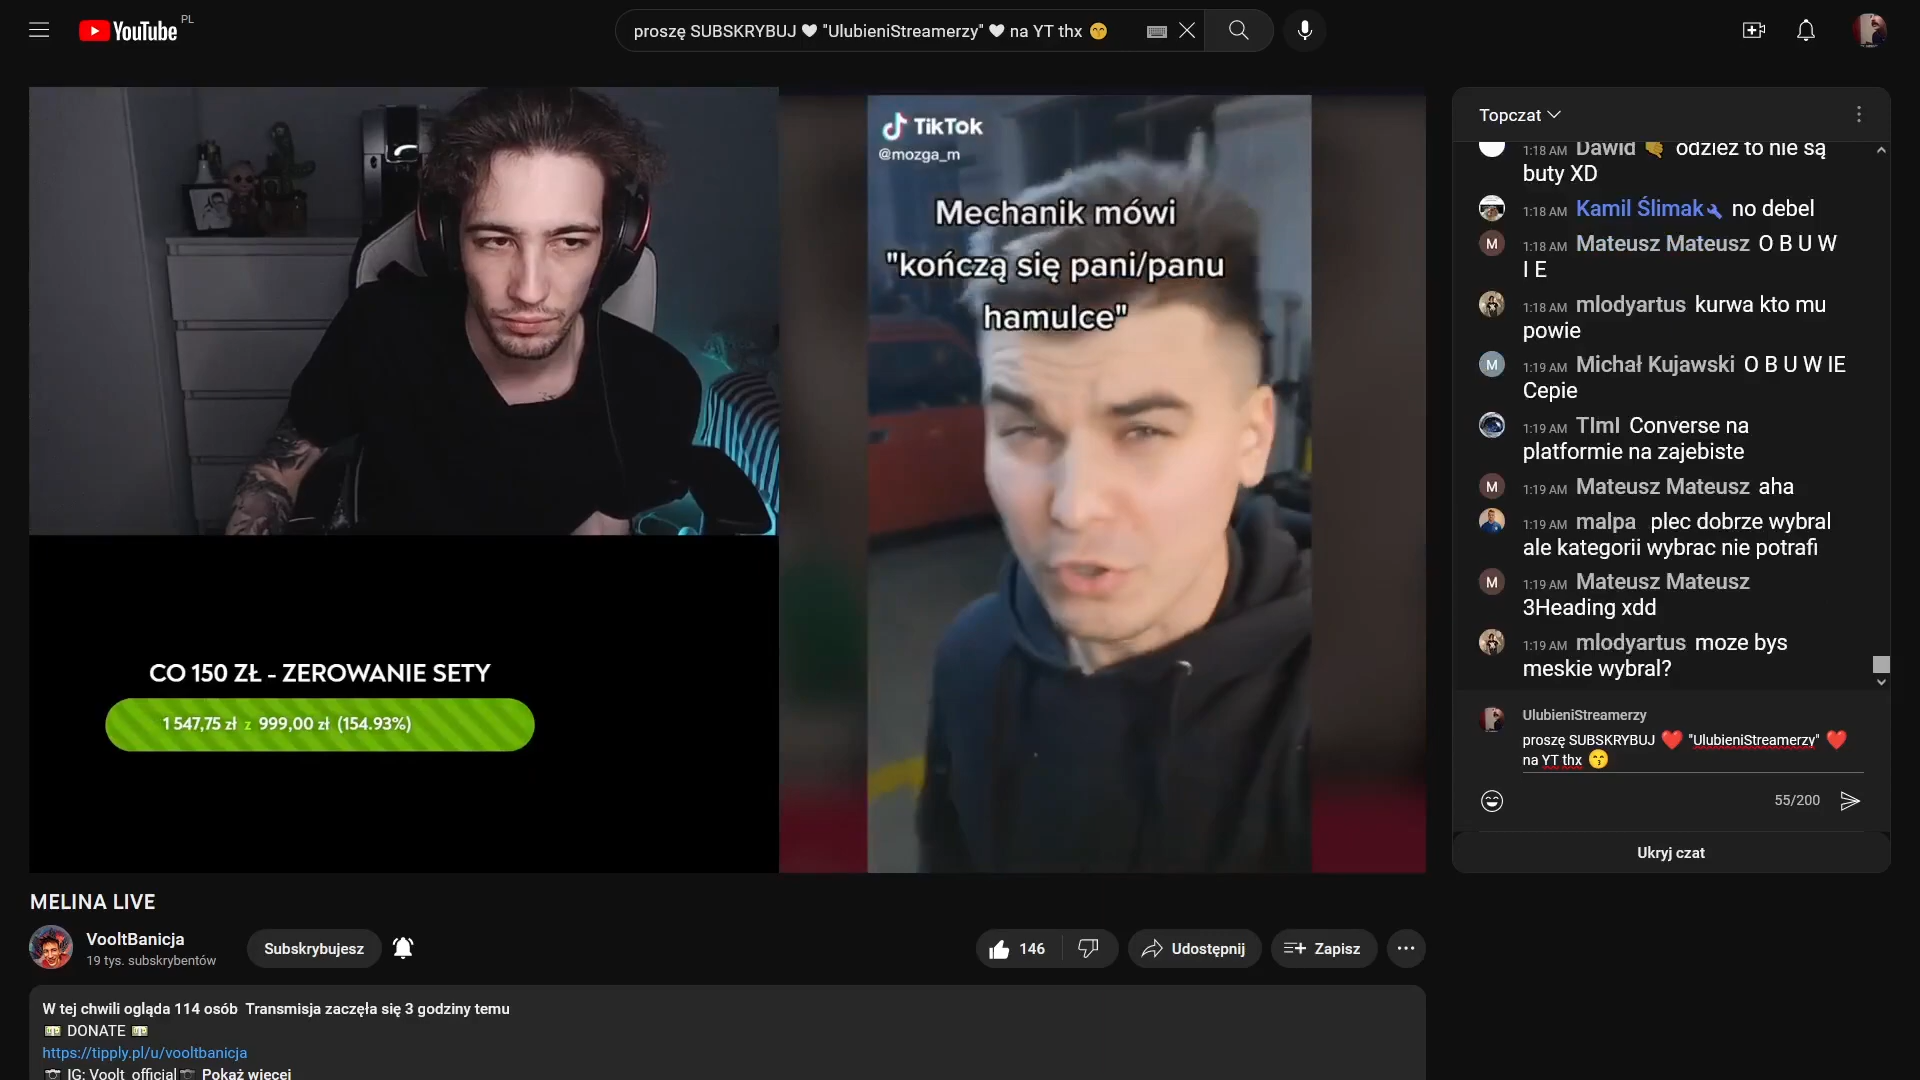 YouTube PL
proszę SUBSKRYBUJ 🤍 "UlubieniStreamerzy" 🤍 na YT thx 😙
TikTok
@mozga_m
Mechanik mówi
"kończą się pani/panu
hamulce"
CO 150 ZŁ - ZEROWANIE SETY
1 547,75 zł z 999,00 zł (154.93%)
Topczat
1:18 AM Dawid 🤙 odzież to nie są
buty XD
1:18 AM Kamil Ślimak no debel
1:18 AM Mateusz Mateusz O B U W
I E
1:18 AM mlodyartus kurwa kto mu
powie
1:19 AM Michał Kujawski O B U W IE
Cepie
1:19 AM TImI Converse na
platformie na zajebiste
1:19 AM Mateusz Mateusz aha
1:19 AM malpa plec dobrze wybral
ale kategorii wybrac nie potrafi
1:19 AM Mateusz Mateusz
3Heading xdd
1:19 AM mlodyartus moze bys
meskie wybral?
UlubieniStreamerzy
proszę SUBSKRYBUJ ❤️ "UlubieniStreamerzy" ❤️
na YT thx 😙
55/200
Ukryj czat
MELINA LIVE
VooltBanicja
19 tys. subskrybentów
Subskrybujesz
146
Udostępnij
Zapisz
W tej chwili ogląda 114 osób Transmisja zaczęła się 3 godziny temu
💵 DONATE 💵
https://tipply.pl/u/vooltbanicja
📷 IG: Voolt_official 📷 Pokaż więcej